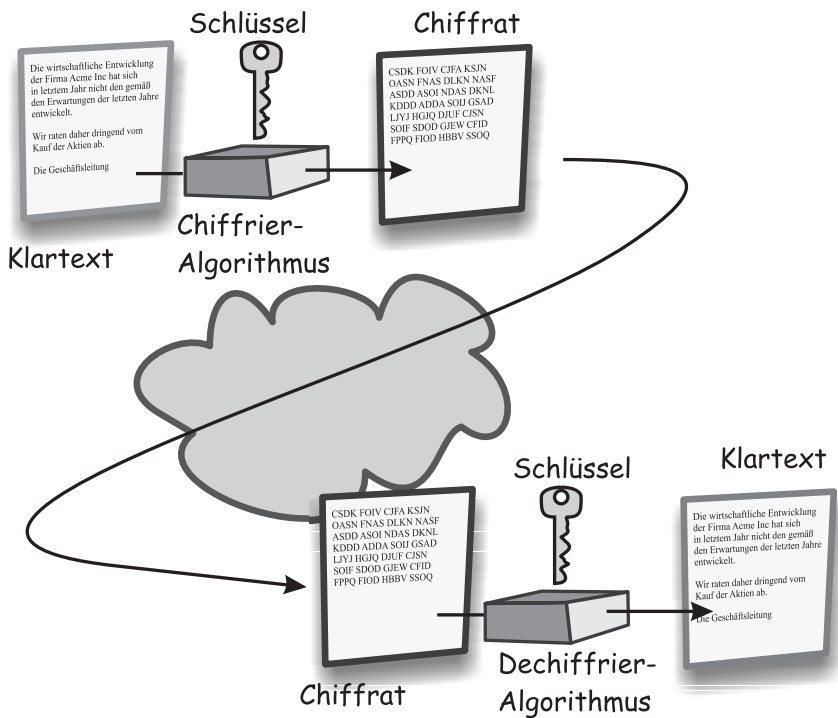 Schlüssel
Chiffrat
Die wirtschaftliche Entwicklung
der Firma Acme Inc hat sich
in letztem Jahr nicht den gemäß
den Erwartungen der letzten Jahre
entwickelt.
Wir raten daher dringend vom
Kauf der Aktien ab.
Die Geschäftsleitung
CSDK FOIV CJFA KSJN
OASN FNAS DLKN NASF
ASDD ASOI NDAS DKNL
KDDD ADDA SOIJ GSAD
LJYJ HGJQ DJUF CJSN
SOIF SDOD GJEW CFID
FPPQ FIOD HBBV SSOQ
Klartext
Chiffrier-
Algorithmus
Schlüssel
Klartext
CSDK FOIV CJFA KSJN
OASN FNAS DLKN NASF
ASDD ASOI NDAS DKNL
KDDD ADDA SOIJ GSAD
LJYJ HGJQ DJUF CJSN
SOIF SDOD GJEW CFID
FPPQ FIOD HBBV SSOQ
Die wirtschaftliche Entwicklung
der Firma Acme Inc hat sich
in letztem Jahr nicht den gemäß
den Erwartungen der letzten Jahre
entwickelt.
Wir raten daher dringend vom
Kauf der Aktien ab.
Die Geschäftsleitung
Chiffrat
Dechiffrier-
Algorithmus